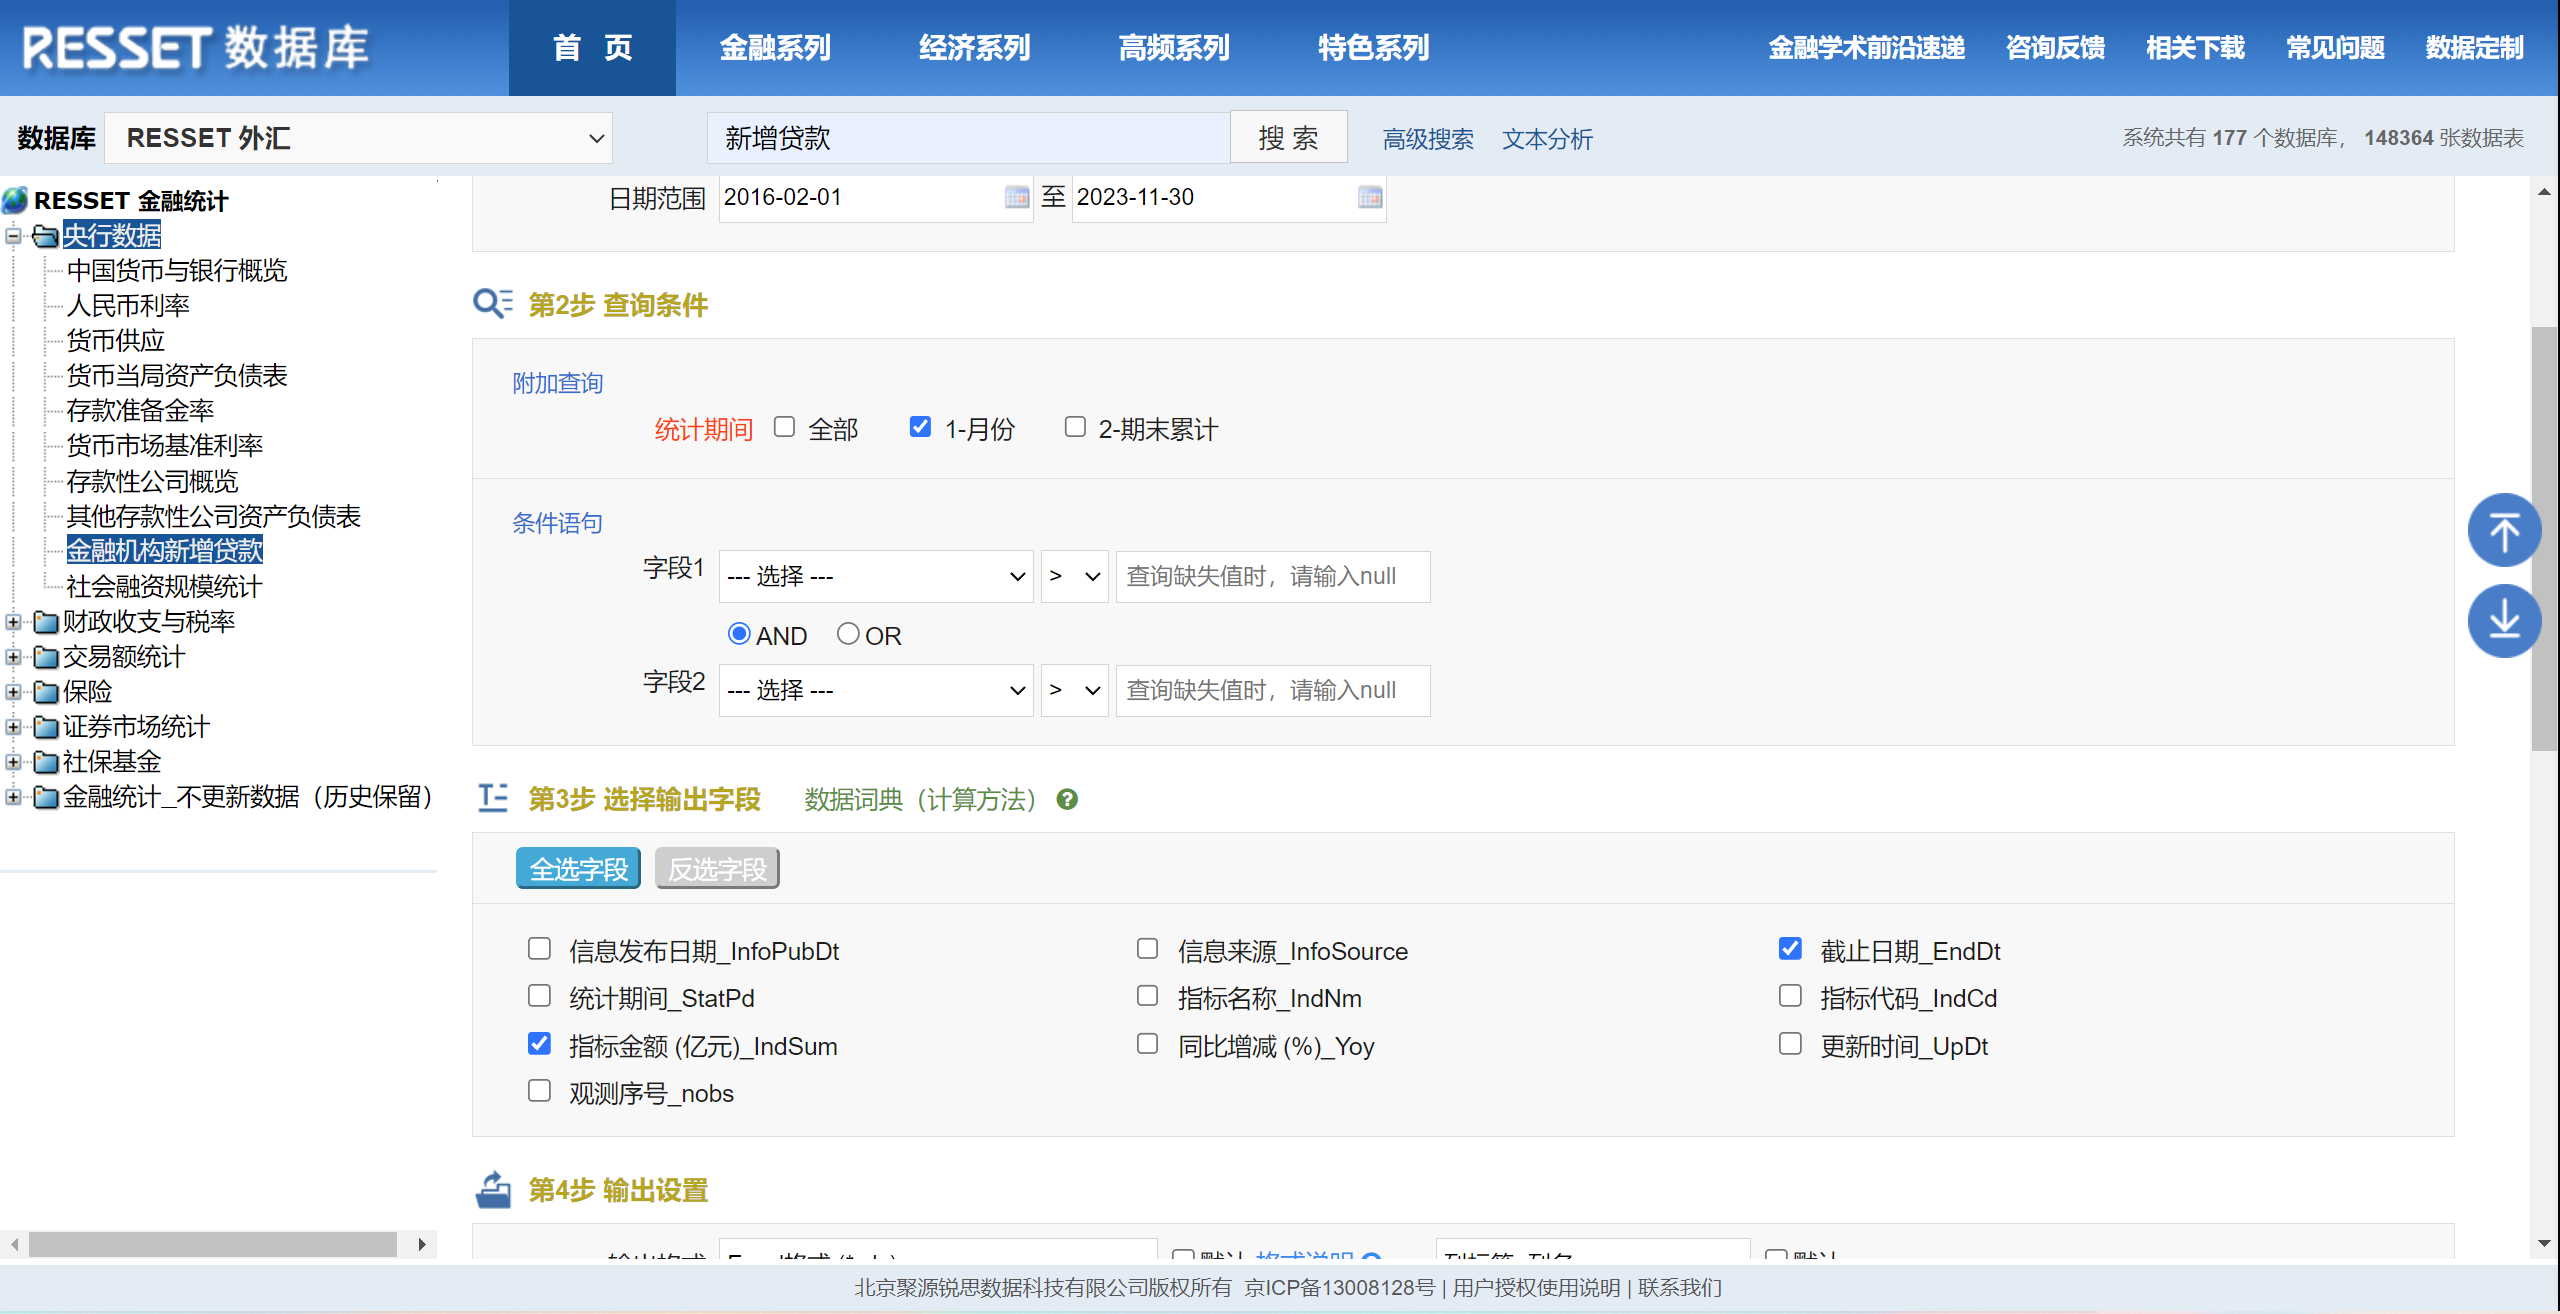 RESSET 数据库 首 页 金融系列 经济系列 高频系列 特色系列 金融学术前沿速递 咨询反馈 相关下载 常见问题 数据定制
数据库 RESSET 外汇 新增贷款 搜 索 高级搜索 文本分析 系统共有 177 个数据库， 148364 张数据表
RESSET 金融统计
央行数据
中国货币与银行概览
人民币利率
货币供应
货币当局资产负债表
存款准备金率
货币市场基准利率
存款性公司概览
其他存款性公司资产负债表
金融机构新增贷款
社会融资规模统计
财政收支与税率
交易额统计
保险
证券市场统计
社保基金
金融统计_不更新数据（历史保留）
日期范围 2016-02-01 至 2023-11-30
第2步 查询条件
附加查询
统计期间 全部 1-月份 2-期末累计
条件语句
字段1 --- 选择 --- > 查询缺失值时，请输入null
AND OR
字段2 --- 选择 --- > 查询缺失值时，请输入null
第3步 选择输出字段 数据词典（计算方法） ?
全选字段 反选字段
信息发布日期_InfoPubDt 信息来源_InfoSource 截止日期_EndDt
统计期间_StatPd 指标名称_IndNm 指标代码_IndCd
指标金额 (亿元)_IndSum 同比增减 (%)_Yoy 更新时间_UpDt
观测序号_nobs
第4步 输出设置
输出格式 默认 格式说明 默认
北京聚源锐思数据科技有限公司版权所有 京ICP备13008128号 | 用户授权使用说明 | 联系我们